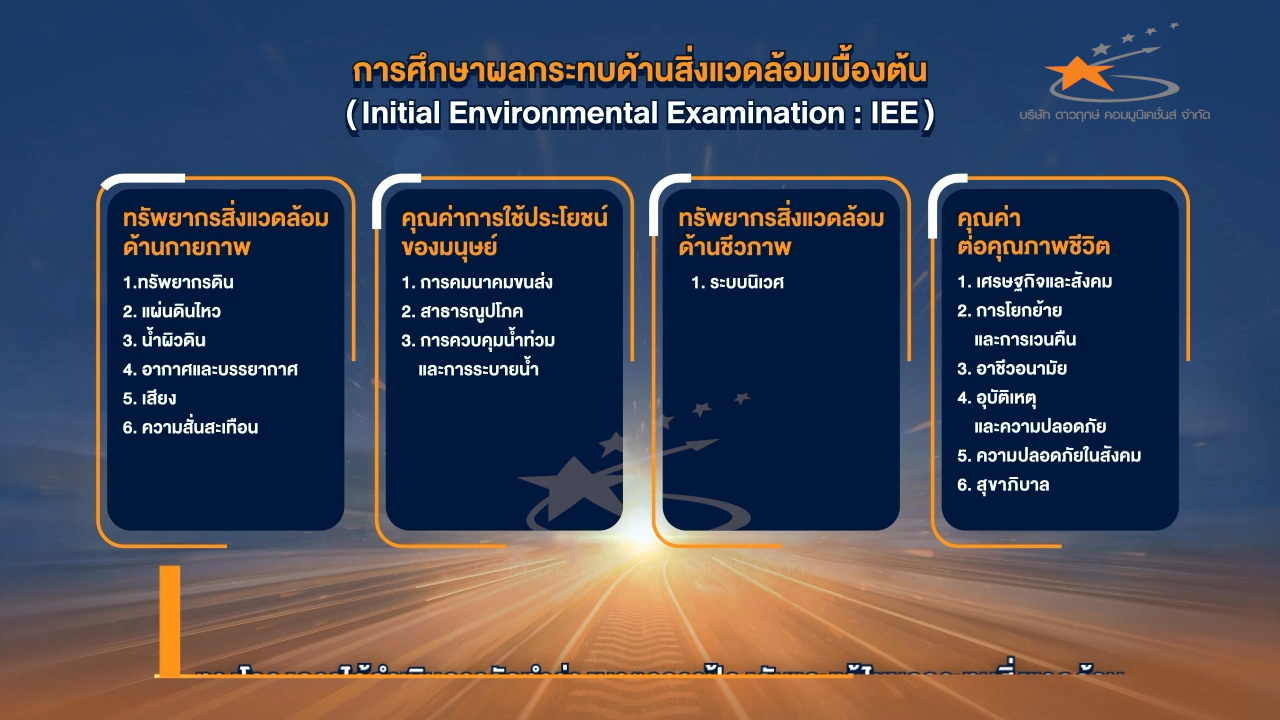 การศึกษาผลกระทบด้านสิ่งแวดล้อมเบื้องต้น
(Initial Environmental Examination : IEE)
บริษัท ดาวฤกษ์ คอมมูนิเคชั่นส์ จำกัด
ทรัพยากรสิ่งแวดล้อม
ด้านกายภาพ
1.ทรัพยากรดิน
2. แผ่นดินไหว
3. น้ำผิวดิน
4. อากาศและบรรยากาศ
5. เสียง
6. ความสั่นสะเทือน
คุณค่าการใช้ประโยชน์
ของมนุษย์
1. การคมนาคมขนส่ง
2. สาธารณูปโภค
3. การควบคุมน้ำท่วม
และการระบายน้ำ
ทรัพยากรสิ่งแวดล้อม
ด้านชีวภาพ
1. ระบบนิเวศ
คุณค่า
ต่อคุณภาพชีวิต
1. เศรษฐกิจและสังคม
2. การโยกย้าย
และการเวนคืน
3. อาชีวอนามัย
4. อุบัติเหตุ
และความปลอดภัย
5. ความปลอดภัยในสังคม
6. สุขาภิบาล